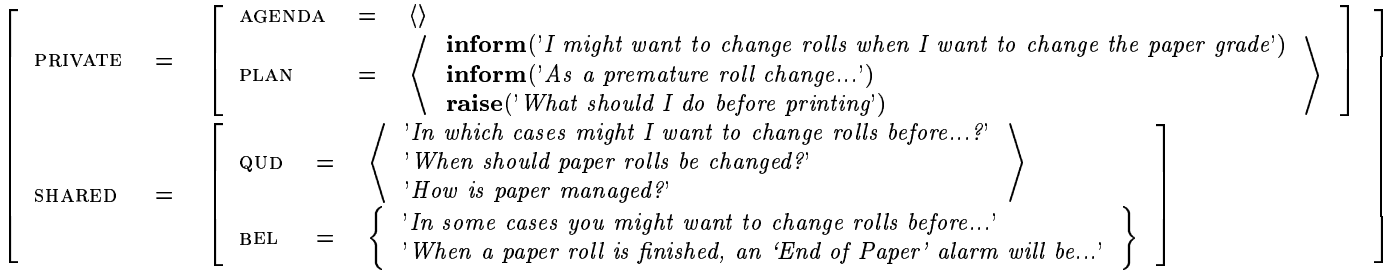 AGENDA = ⟨⟩
inform('I might want to change rolls when I want to change the paper grade')
PRIVATE = PLAN = inform('As a premature roll change...')
raise('What should I do before printing')
'In which cases might I want to change rolls before...?'
QUD = 'When should paper rolls be changed?'
'How is paper managed?'
SHARED =
'In some cases you might want to change rolls before...'
BEL = 'When a paper roll is finished, an ‘End of Paper’ alarm will be...'